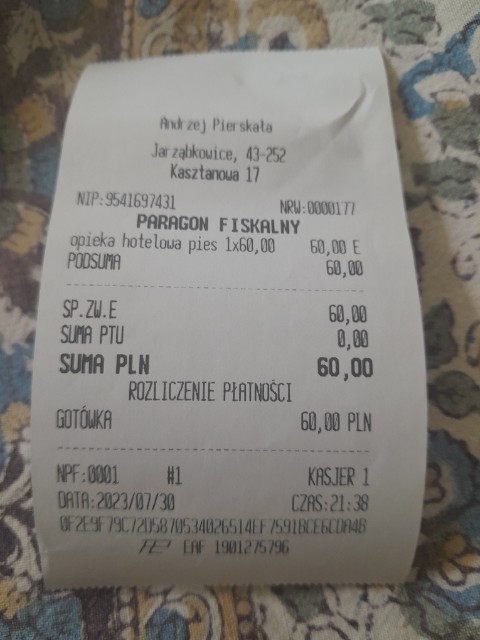 Andrzej Pierskała
Jarząbkowice, 43-252
Kasztanowa 17
NIP:9541697431 NRW:0000177
PARAGON FISKALNY
opieka hotelowa pies 1x60,00 60,00 E
PODSUMA 60,00
SP.ZW.E 60,00
SUMA PTU 0,00
SUMA PLN 60,00
ROZLICZENIE PŁATNOŚCI
GOTÓWKA 60,00 PLN
NPF:0001 #1 KASJER 1
DATA:2023/07/30 CZAS:21:38
0F2E9F79C72D5870534026514EF7591BCE6CDA4B
EAF 1901275796